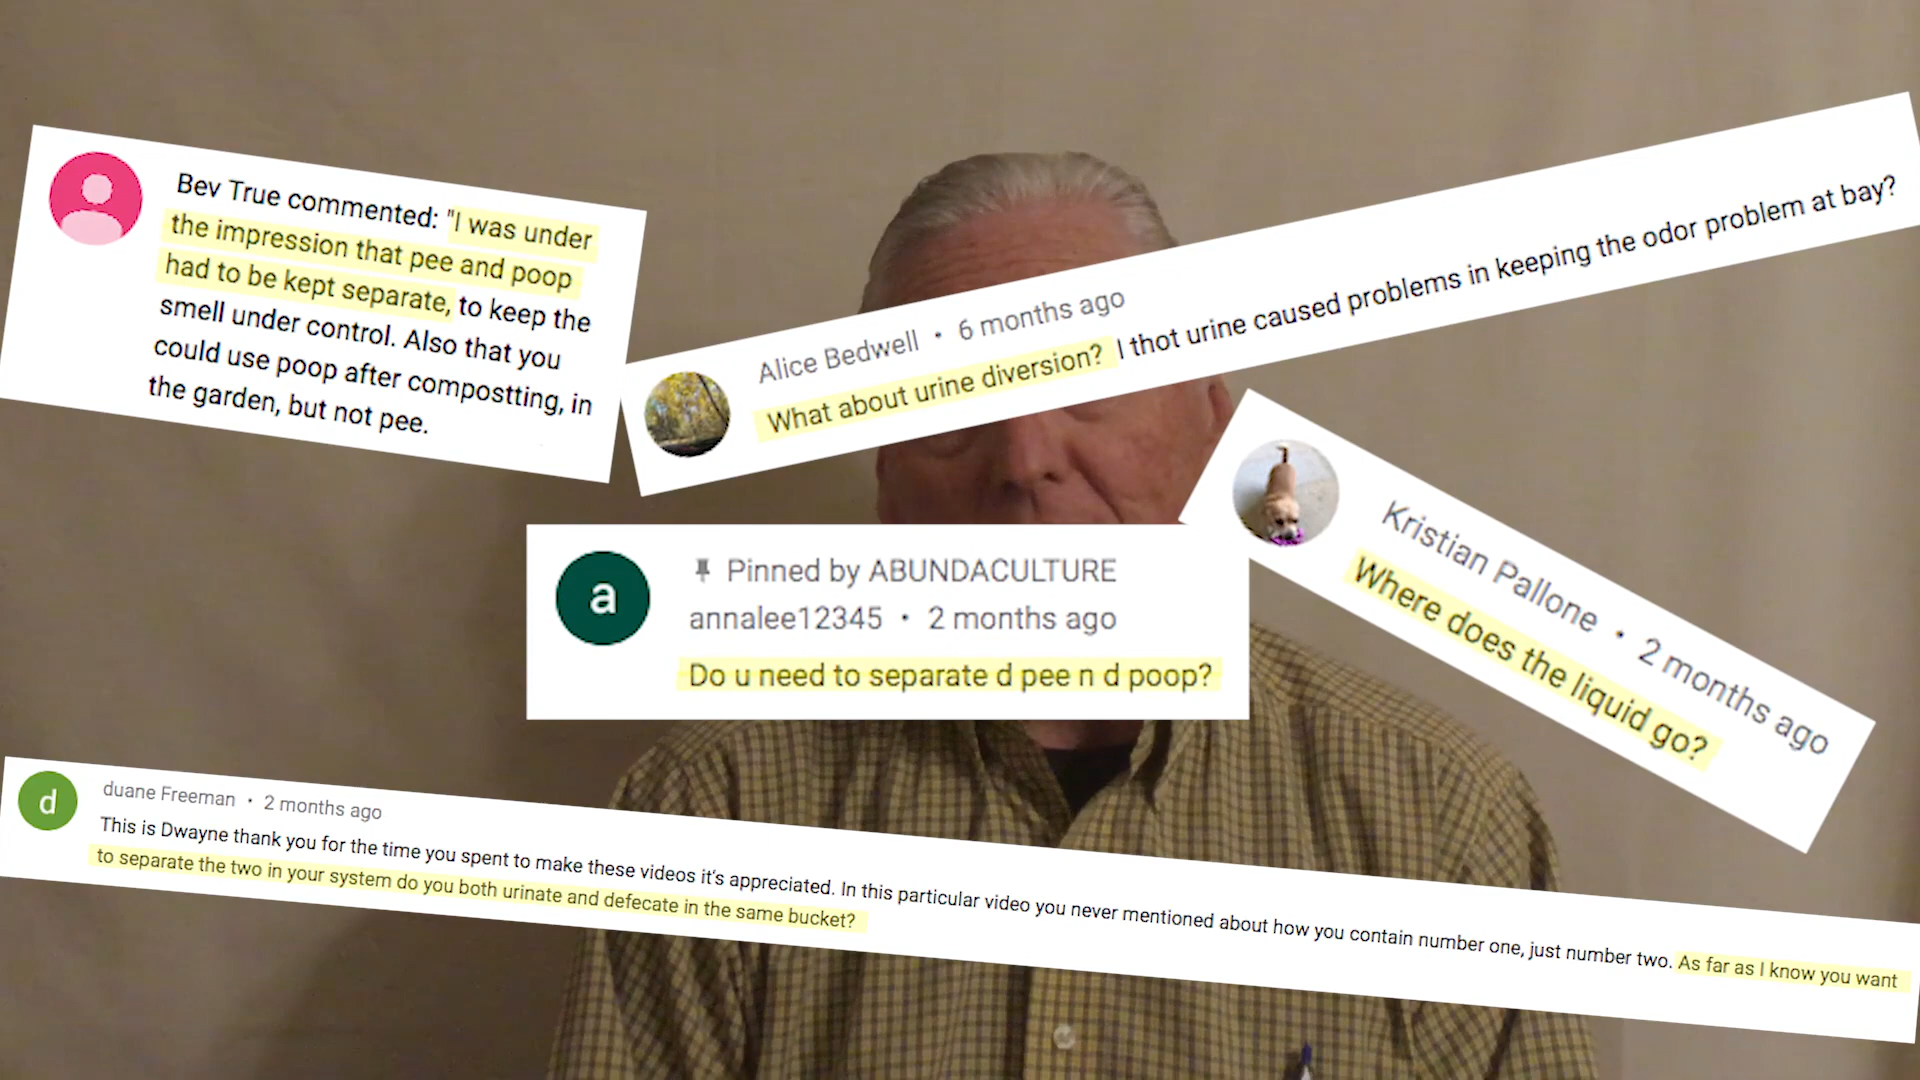 Bev True commented: "I was under
the impression that pee and poop
had to be kept separate, to keep the
smell under control. Also that you
could use poop after compostting, in
the garden, but not pee.
Alice Bedwell • 6 months ago
What about urine diversion? I thot urine caused problems in keeping the odor problem at bay?
Kristian Pallone • 2 months ago
Where does the liquid go?
a
Pinned by ABUNDACULTURE
annalee12345 • 2 months ago
Do u need to separate d pee n d poop?
d
duane Freeman • 2 months ago
This is Dwayne thank you for the time you spent to make these videos it's appreciated. In this particular video you never mentioned about how you contain number one, just number two. As far as I know you want
to separate the two in your system do you both urinate and defecate in the same bucket?